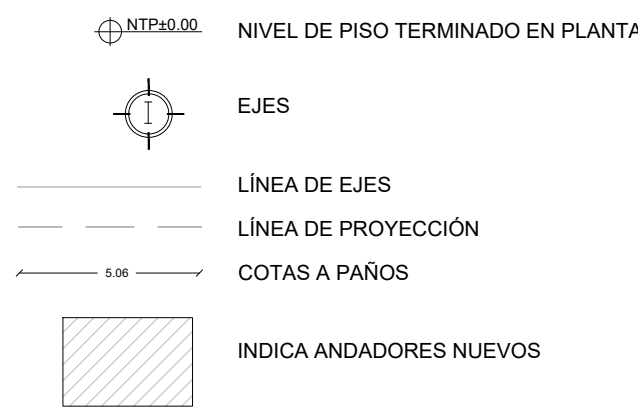 NTP±0.00 NIVEL DE PISO TERMINADO EN PLANTA
I EJES
LÍNEA DE EJES
LÍNEA DE PROYECCIÓN
5.06 COTAS A PAÑOS
INDICA ANDADORES NUEVOS